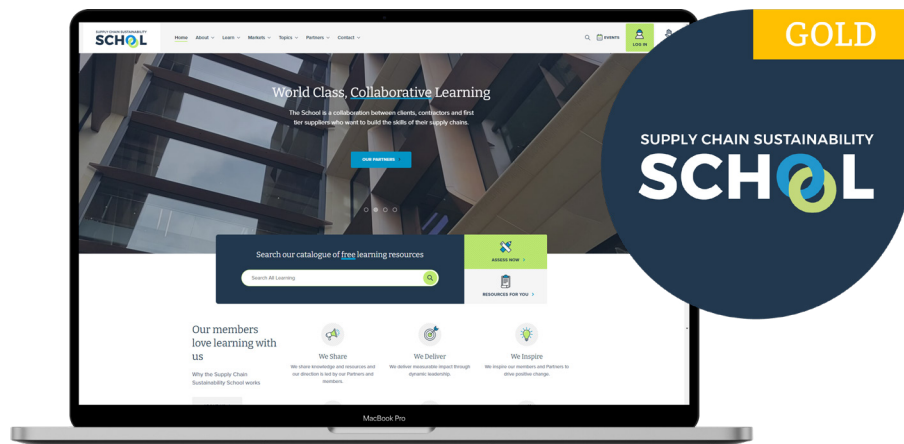 SUPPLY CHAIN SUSTAINABILITY
SCHOOL
Home About Learn Markets Topics Partners Contact
EVENTS
LOG IN
World Class, Collaborative Learning
The School is a collaboration between clients, contractors and first
tier suppliers who want to build the skills of their supply chains.
OUR PARTNERS
Search our catalogue of free learning resources
Search All Learning
ASSESS NOW
RESOURCES FOR YOU
Our members
love learning with
us
Why the Supply Chain
Sustainability School works
We Share
We share knowledge and resources and
our direction is led by our Partners and
members.
We Deliver
We deliver measurable impact through
dynamic leadership.
We Inspire
We inspire our members and Partners to
drive positive change.
MacBook Pro
GOLD
SUPPLY CHAIN SUSTAINABILITY
SCHOOL